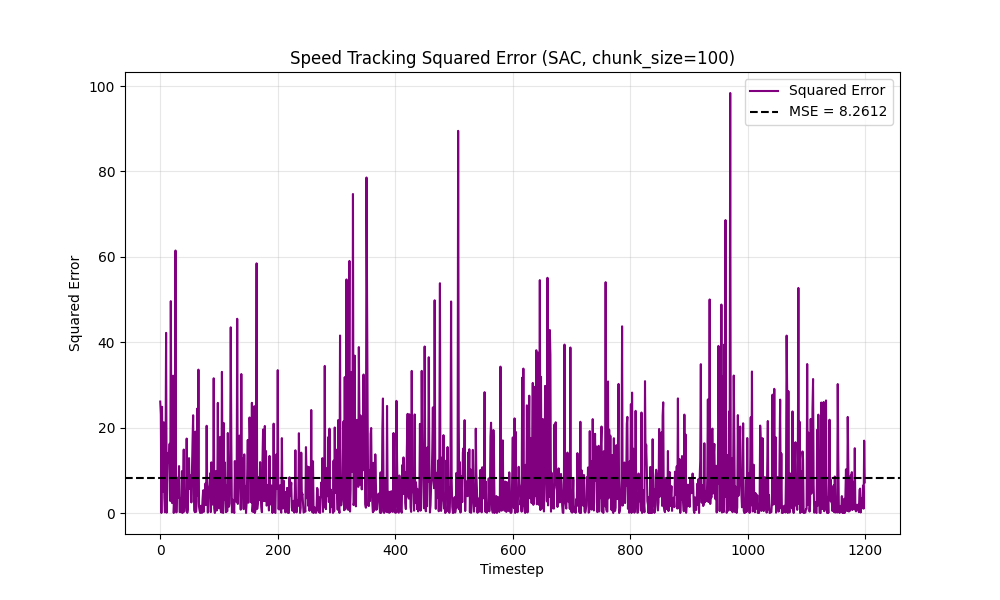 Speed Tracking Squared Error (SAC, chunk_size=100)
Squared Error
MSE = 8.2612
100
80
60
40
20
0
Squared Error
0 200 400 600 800 1000 1200
Timestep